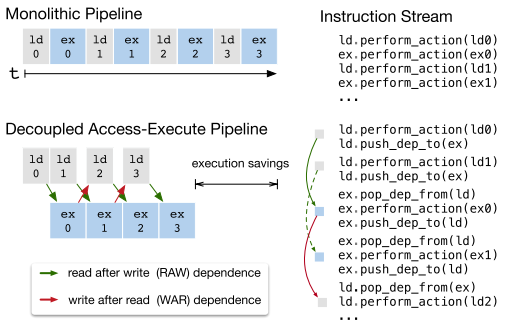 Monolithic Pipeline
ld ex ld ex ld ex ld ex
0 0 1 1 2 2 3 3
t
Instruction Stream
ld.perform_action(ld0)
ex.perform_action(ex0)
ld.perform_action(ld1)
ex.perform_action(ex1)
...
Decoupled Access-Execute Pipeline
ld ld ld ld
0 1 2 3
execution savings
ex ex ex ex
0 1 2 3
read after write (RAW) dependence
write after read (WAR) dependence
ld.perform_action(ld0)
ld.push_dep_to(ex)
ld.perform_action(ld1)
ld.push_dep_to(ex)
ex.pop_dep_from(ld)
ex.perform_action(ex0)
ex.push_dep_to(ld)
ex.pop_dep_from(ld)
ex.perform_action(ex1)
ex.push_dep_to(ld)
ld.pop_dep_from(ex)
ld.perform_action(ld2)
...